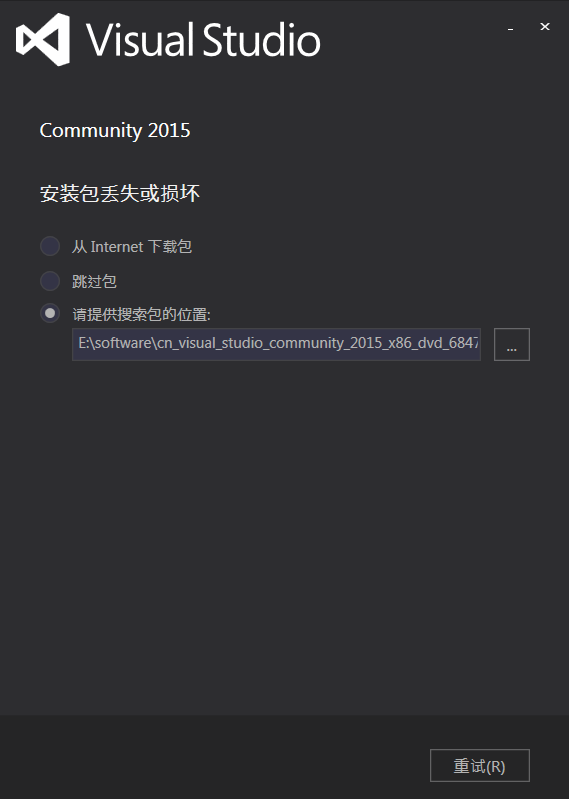 Visual Studio
Community 2015
安装包丢失或损坏
从 Internet 下载包
跳过包
请提供搜索包的位置:
E:\software\cn_visual_studio_community_2015_x86_dvd_6847
...
重试(R)